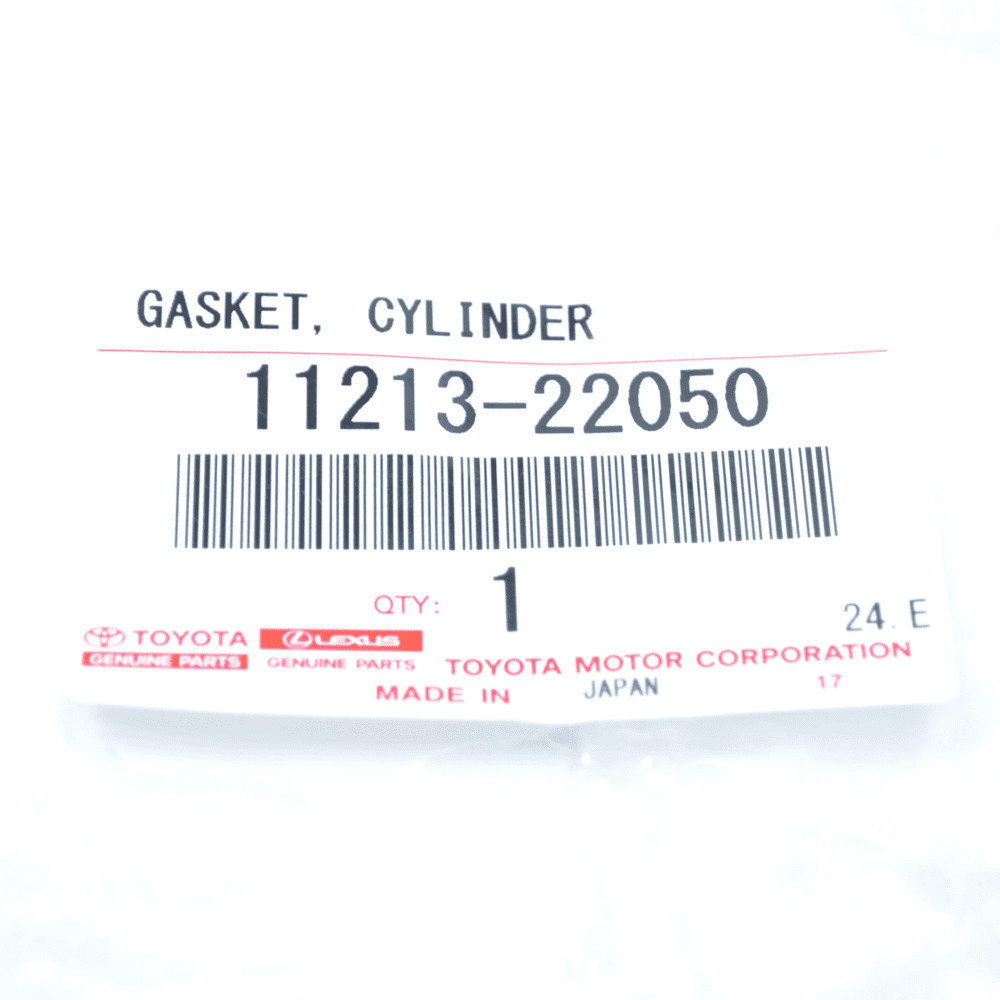 GASKET, CYLINDER
11213-22050
QTY: 1
24. E
TOYOTA LEXUS
GENUINE PARTS GENUINE PARTS TOYOTA MOTOR CORPORATION
MADE IN JAPAN 17